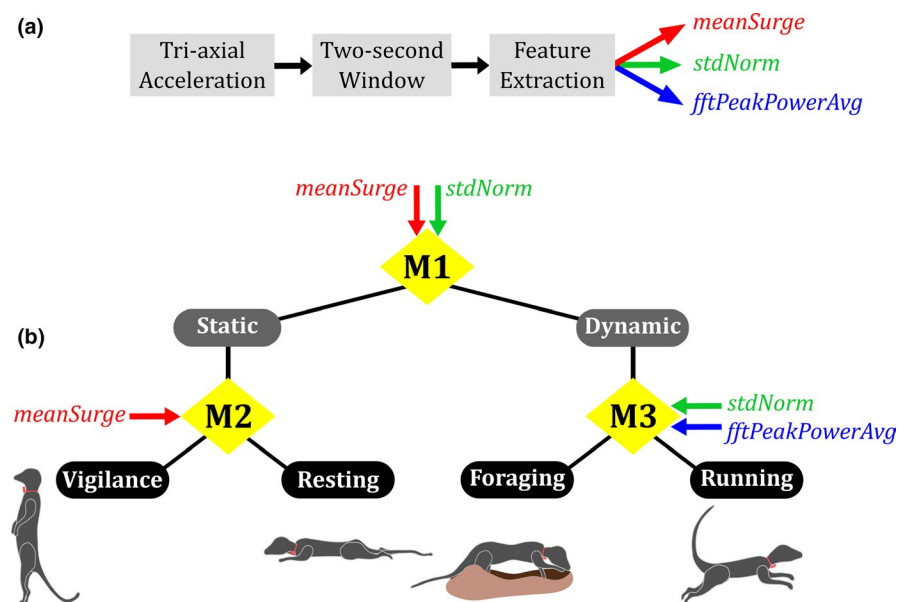 (a)
Tri-axial
Acceleration
Two-second
Window
Feature
Extraction
meanSurge
stdNorm
fftPeakPowerAvg
meanSurge
stdNorm
M1
Static
Dynamic
(b)
meanSurge
M2
M3
stdNorm
fftPeakPowerAvg
Vigilance
Resting
Foraging
Running